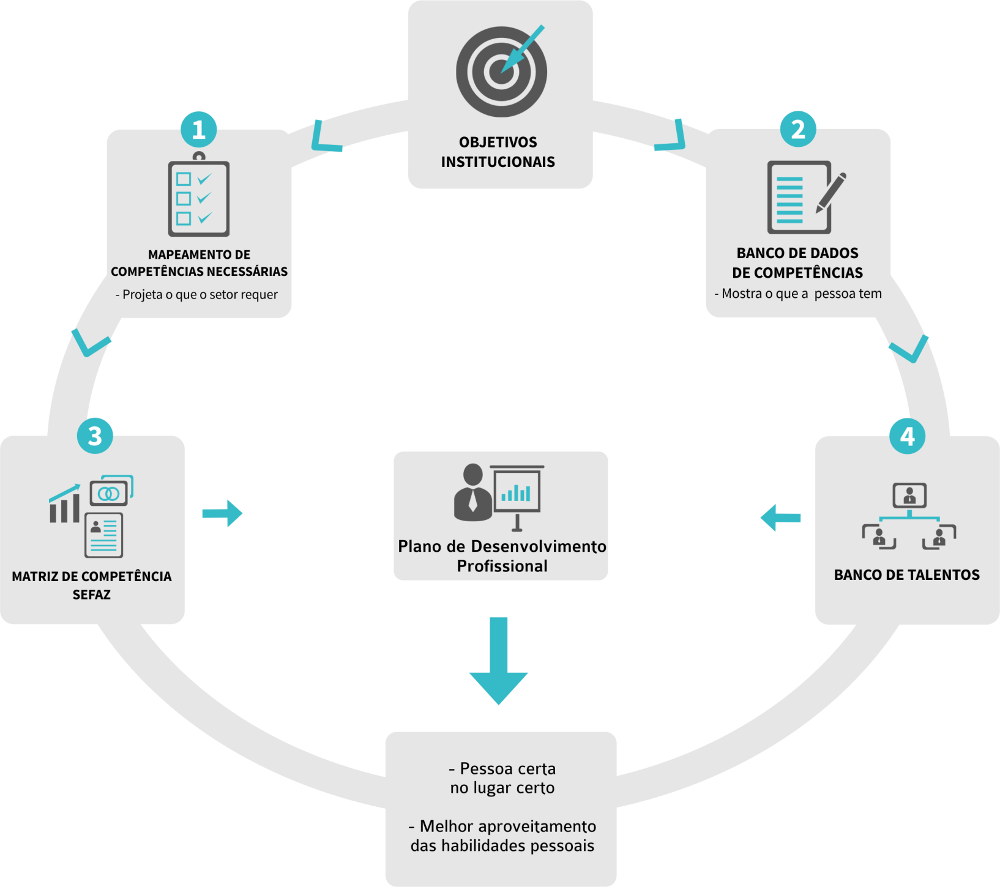 OBJETIVOS
INSTITUCIONAIS
1
MAPEAMENTO DE
COMPETÊNCIAS NECESSÁRIAS
- Projeta o que o setor requer
2
BANCO DE DADOS
DE COMPETÊNCIAS
- Mostra o que a pessoa tem
3
MATRIZ DE COMPETÊNCIA
SEFAZ
Plano de Desenvolvimento
Profissional
4
BANCO DE TALENTOS
- Pessoa certa
no lugar certo
- Melhor aproveitamento
das habilidades pessoais